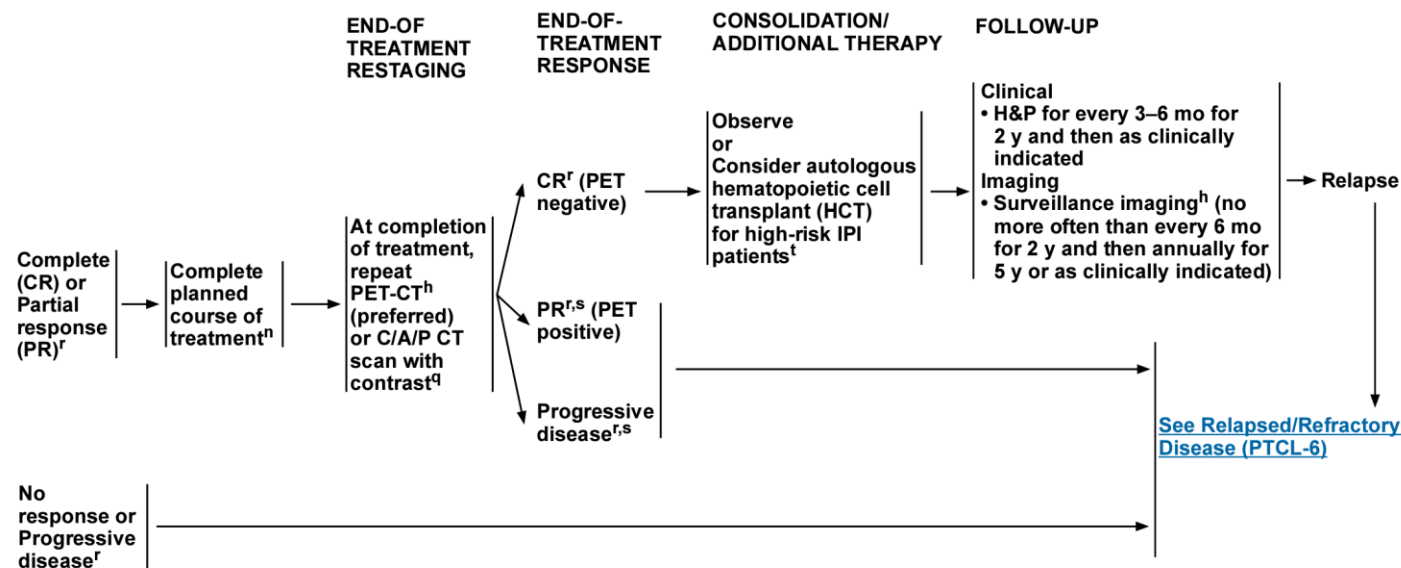 END-OF
TREATMENT
RESTAGING
END-OF-
TREATMENT
RESPONSE
CONSOLIDATION/
ADDITIONAL THERAPY
FOLLOW-UP
Complete
(CR) or
Partial
response
(PR)r
Complete
planned
course of
treatmentn
At completion
of treatment,
repeat
PET-CTh
(preferred)
or C/A/P CT
scan with
contrastq
CRr (PET
negative)
PRr,s (PET
positive)
Progressive
diseaser,s
Observe
or
Consider autologous
hematopoietic cell
transplant (HCT)
for high-risk IPI
patientst
Clinical
• H&P for every 3–6 mo for
2 y and then as clinically
indicated
Imaging
• Surveillance imagingh (no
more often than every 6 mo
for 2 y and then annually for
5 y or as clinically indicated)
Relapse
See Relapsed/Refractory
Disease (PTCL-6)
No
response or
Progressive
diseaser